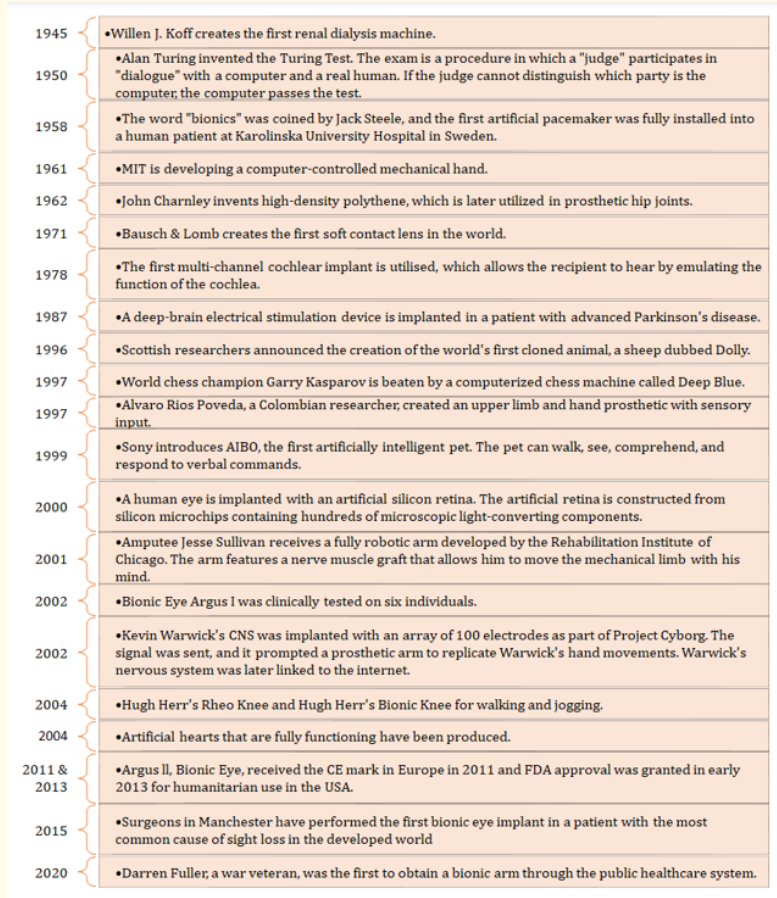 1945
•Willen J. Koff creates the first renal dialysis machine.
1950
•Alan Turing invented the Turing Test. The exam is a procedure in which a "judge" participates in
"dialogue" with a computer and a real human. If the judge cannot distinguish which party is the
computer, the computer passes the test.
1958
•The word "bionics" was coined by Jack Steele, and the first artificial pacemaker was fully installed into
a human patient at Karolinska University Hospital in Sweden.
1961
•MIT is developing a computer-controlled mechanical hand.
1962
•John Charnley invents high-density polythene, which is later utilized in prosthetic hip joints.
1971
•Bausch & Lomb creates the first soft contact lens in the world.
1978
•The first multi-channel cochlear implant is utilised, which allows the recipient to hear by emulating the
function of the cochlea.
1987
•A deep-brain electrical stimulation device is implanted in a patient with advanced Parkinson's disease.
1996
•Scottish researchers announced the creation of the world's first cloned animal, a sheep dubbed Dolly.
1997
•World chess champion Garry Kasparov is beaten by a computerized chess machine called Deep Blue.
1997
•Alvaro Rios Poveda, a Colombian researcher, created an upper limb and hand prosthetic with sensory
input.
1999
•Sony introduces AIBO, the first artificially intelligent pet. The pet can walk, see, comprehend, and
respond to verbal commands.
2000
•A human eye is implanted with an artificial silicon retina. The artificial retina is constructed from
silicon microchips containing hundreds of microscopic light-converting components.
2001
•Amputee Jesse Sullivan receives a fully robotic arm developed by the Rehabilitation Institute of
Chicago. The arm features a nerve muscle graft that allows him to move the mechanical limb with his
mind.
2002
•Bionic Eye Argus I was clinically tested on six individuals.
2002
•Kevin Warwick's CNS was implanted with an array of 100 electrodes as part of Project Cyborg. The
signal was sent, and it prompted a prosthetic arm to replicate Warwick's hand movements. Warwick's
nervous system was later linked to the internet.
2004
•Hugh Herr's Rheo Knee and Hugh Herr's Bionic Knee for walking and jogging.
2004
•Artificial hearts that are fully functioning have been produced.
2011 &
2013
•Argus ll, Bionic Eye, received the CE mark in Europe in 2011 and FDA approval was granted in early
2013 for humanitarian use in the USA.
2015
•Surgeons in Manchester have performed the first bionic eye implant in a patient with the most
common cause of sight loss in the developed world
2020
•Darren Fuller, a war veteran, was the first to obtain a bionic arm through the public healthcare system.